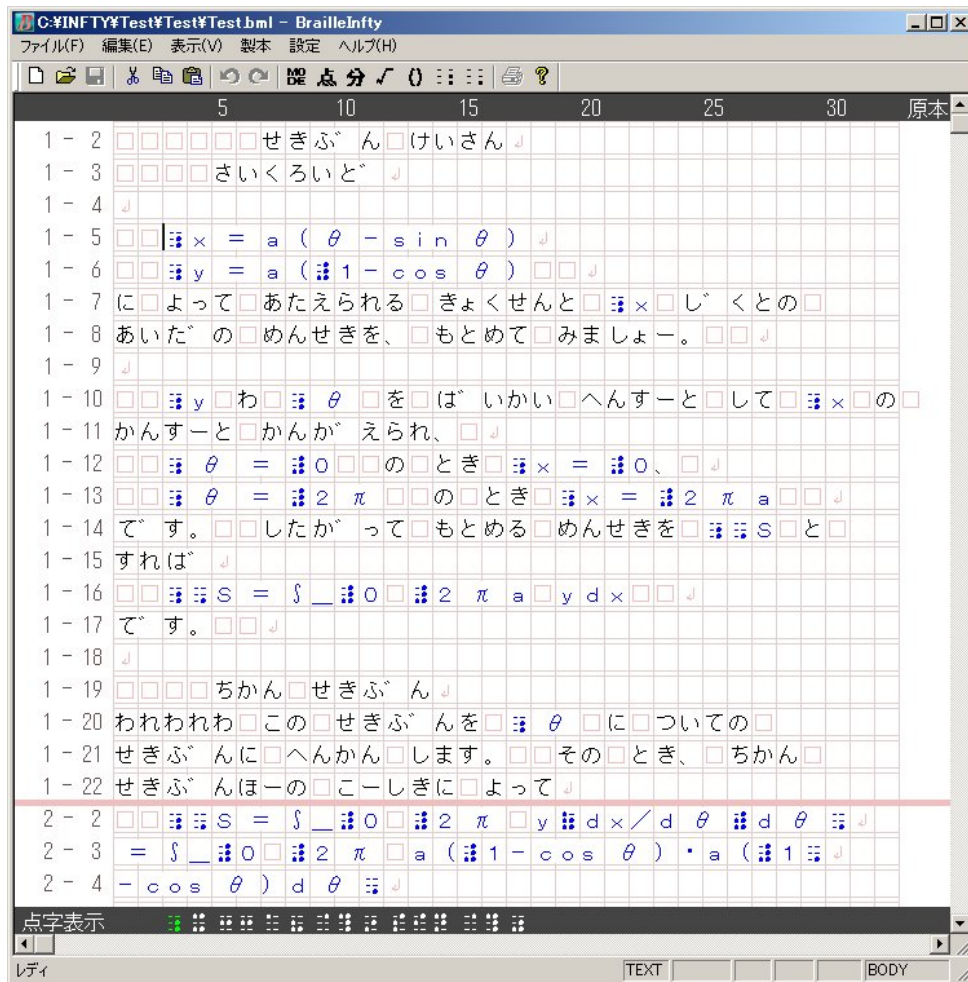 C:¥INFTY¥Test¥Test¥Test.bml - BrailleInfty
ファイル(F) 編集(E) 表示(V) 製本 設定 ヘルプ(H)
MODE 点 分 √ ()
5 10 15 20 25 30 原本
1 - 2 せきぶん けいさん
1 - 3 さいくろいど
1 - 4
1 - 5 x = a ( θ - sin θ )
1 - 6 y = a ( 1 - cos θ )
1 - 7 に よって あたえられる きょくせんと x じくとの
1 - 8 あいだの めんせきを、 もとめて みましょー。
1 - 9
1 - 10 y わ θ を ばいかい へんすーと して x の
1 - 11 かんすーと かんがえられ、
1 - 12 θ = 0 の とき x = 0、
1 - 13 θ = 2 π の とき x = 2 π a
1 - 14 です。 したがって もとめる めんせきを S と
1 - 15 すれば
1 - 16 S = ∫_0 2 π a y d x
1 - 17 です。
1 - 18
1 - 19 ちかん せきぶん
1 - 20 われわれわ この せきぶんを θ に ついての
1 - 21 せきぶんに へんかん します。 その とき、 ちかん
1 - 22 せきぶんほーの こーしきに よって
2 - 2 S = ∫_0 2 π y d x / d θ d θ
2 - 3 = ∫_0 2 π a ( 1 - cos θ ) ・ a ( 1
2 - 4 - cos θ ) d θ
点字表示
レディ TEXT BODY